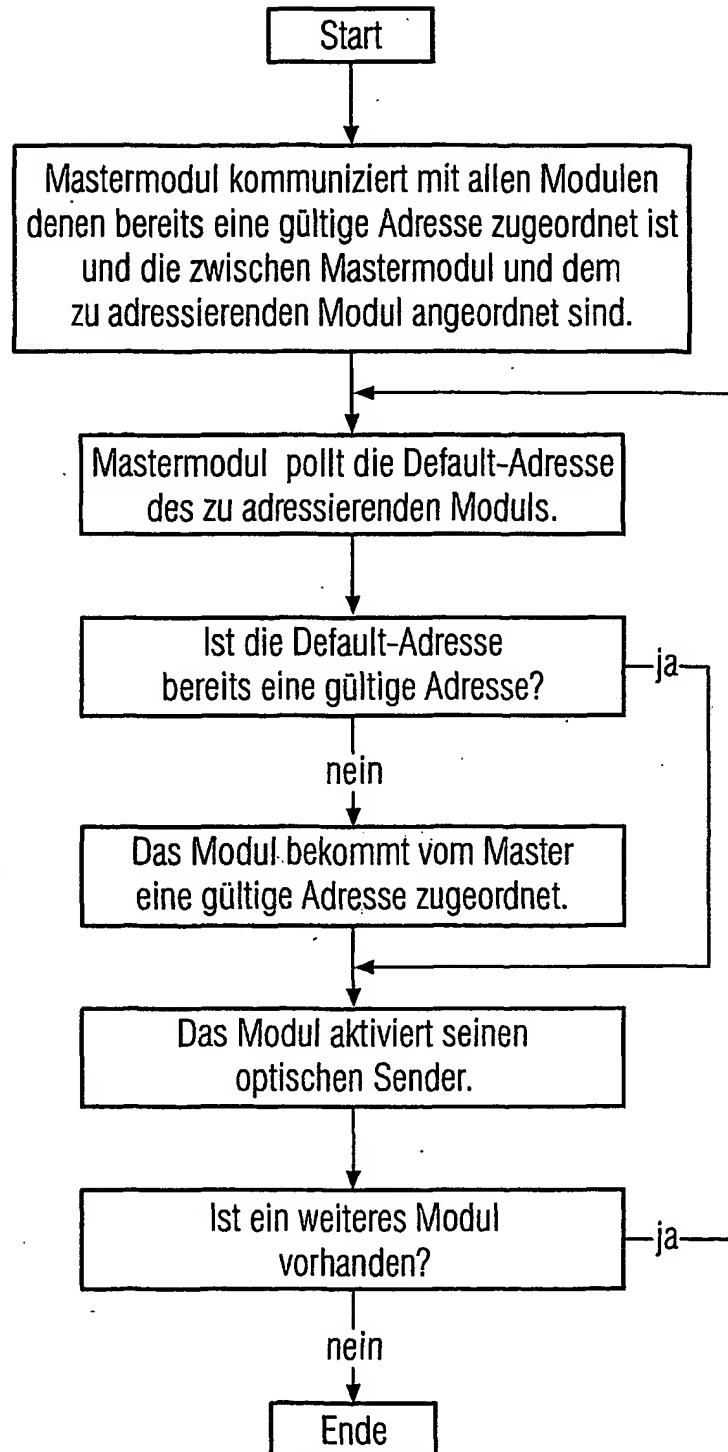 Start
Mastermodul kommuniziert mit allen Modulen
denen bereits eine gültige Adresse zugeordnet ist
und die zwischen Mastermodul und dem
zu adressierenden Modul angeordnet sind.
Mastermodul pollt die Default-Adresse
des zu adressierenden Moduls.
Ist die Default-Adresse
bereits eine gültige Adresse?
ja
nein
Das Modul bekommt vom Master
eine gültige Adresse zugeordnet.
Das Modul aktiviert seinen
optischen Sender.
Ist ein weiteres Modul
vorhanden?
ja
nein
Ende